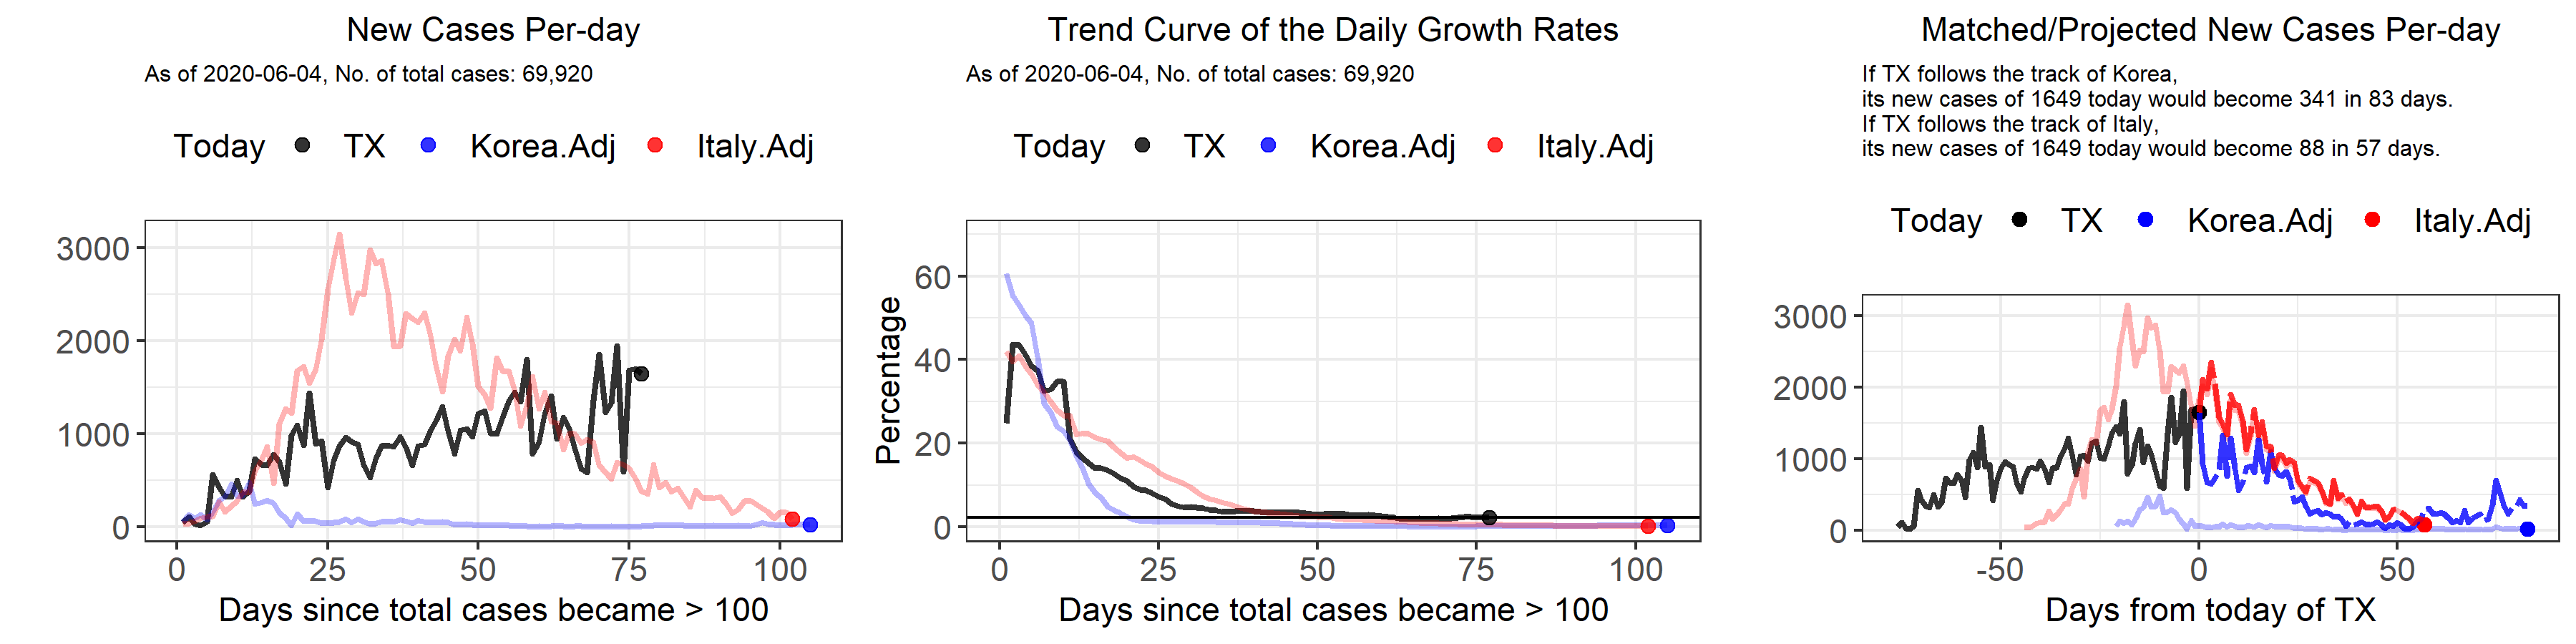 New Cases Per-day
As of 2020-06-04, No. of total cases: 69,920
Today TX Korea.Adj Italy.Adj
3000
2000
1000
0
0 25 50 75 100
Days since total cases became > 100
Trend Curve of the Daily Growth Rates
As of 2020-06-04, No. of total cases: 69,920
Today TX Korea.Adj Italy.Adj
Percentage
60
40
20
0
0 25 50 75 100
Days since total cases became > 100
Matched/Projected New Cases Per-day
If TX follows the track of Korea,
its new cases of 1649 today would become 341 in 83 days.
If TX follows the track of Italy,
its new cases of 1649 today would become 88 in 57 days.
Today TX Korea.Adj Italy.Adj
3000
2000
1000
0
-50 0 50
Days from today of TX